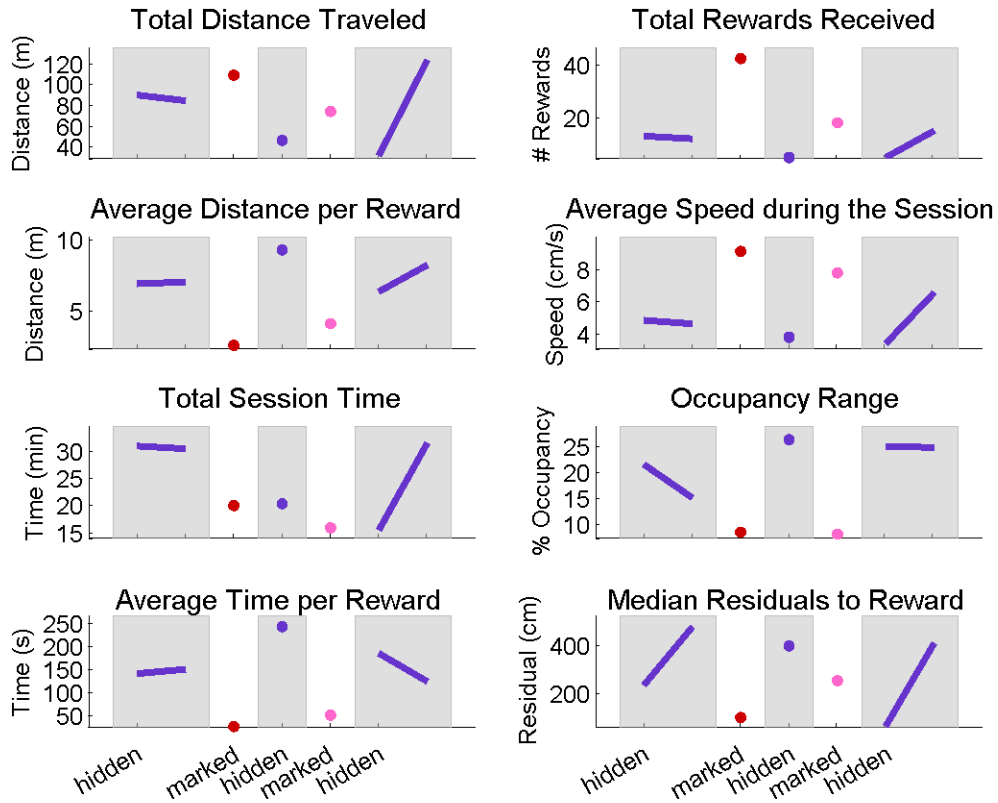 Total Distance Traveled
Distance (m)
120
100
80
60
40
Total Rewards Received
# Rewards
40
20
Average Distance per Reward
Distance (m)
10
5
Average Speed during the Session
Speed (cm/s)
8
6
4
Total Session Time
Time (min)
30
25
20
15
Occupancy Range
% Occupancy
25
20
15
10
Average Time per Reward
Time (s)
250
200
150
100
50
hidden
marked
hidden
marked
hidden
Median Residuals to Reward
Residual (cm)
400
200
hidden
marked
hidden
marked
hidden